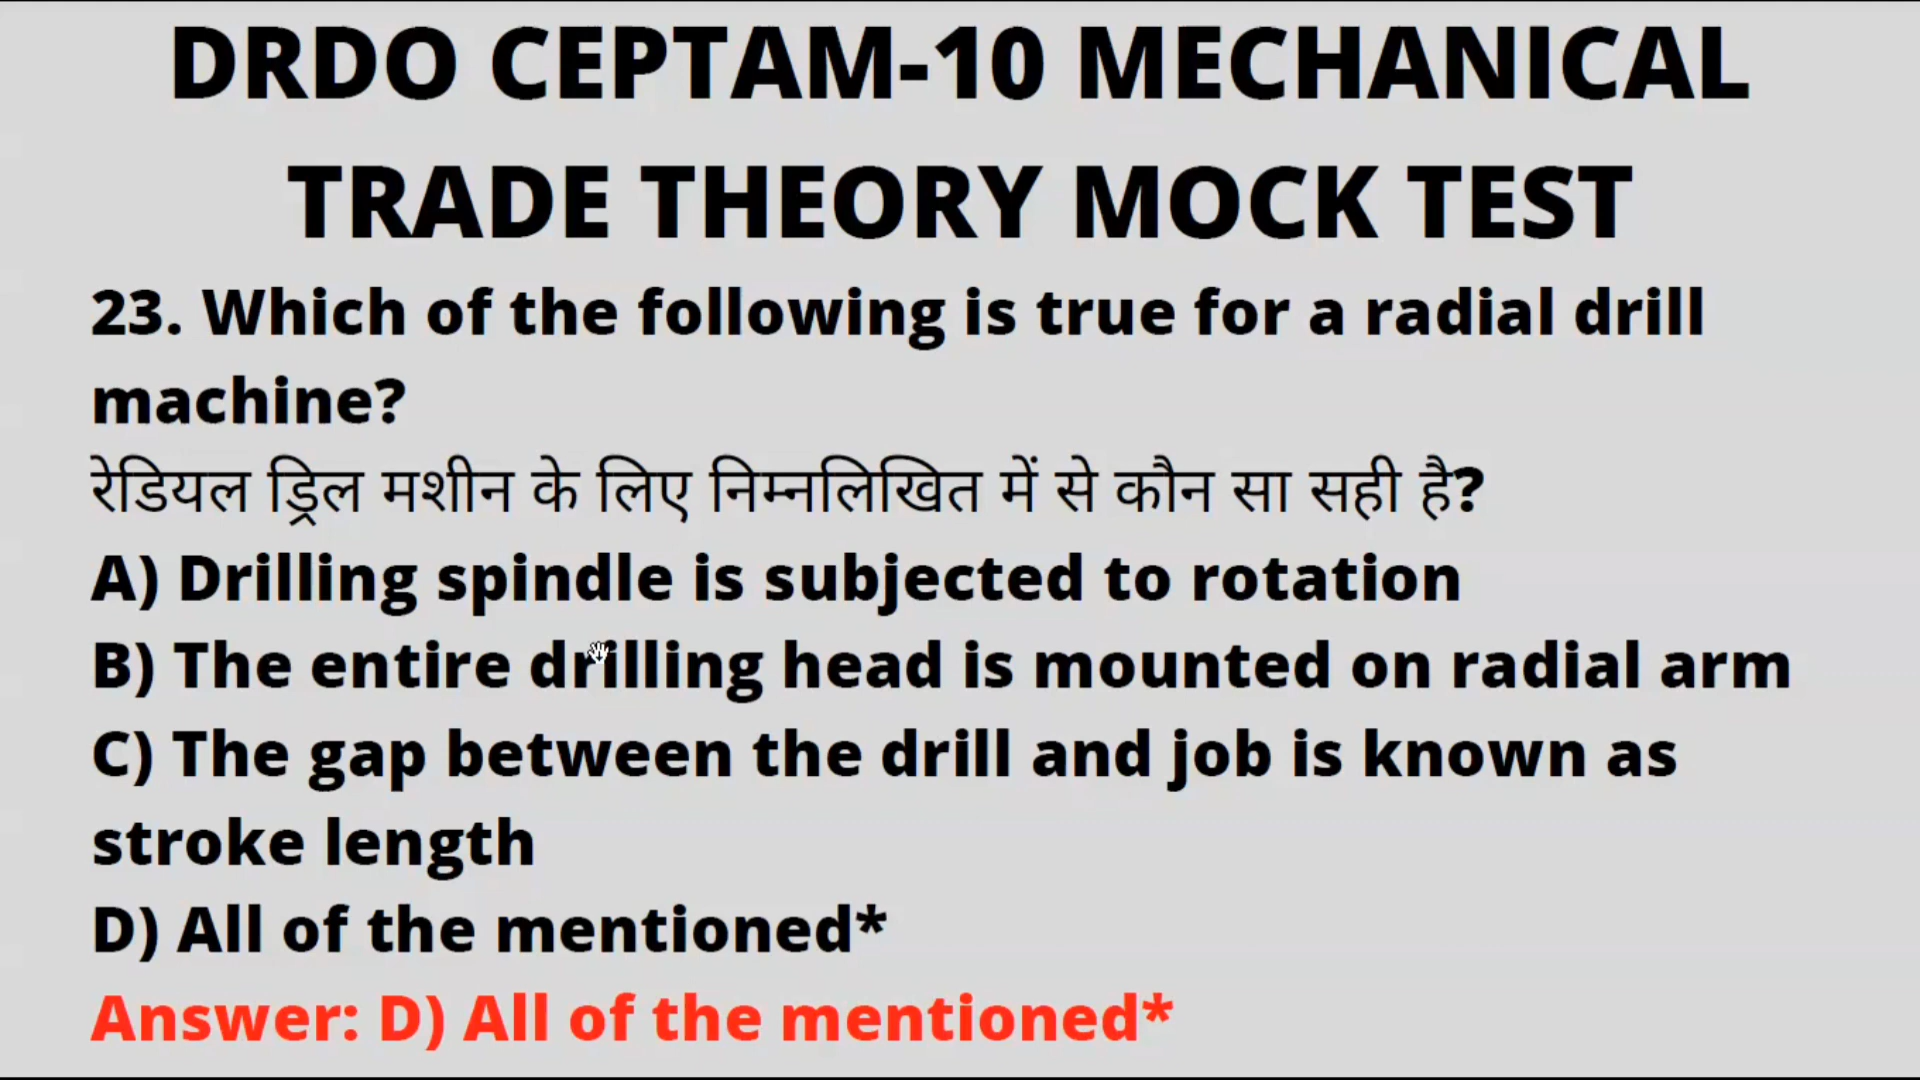 DRDO CEPTAM-10 MECHANICAL
TRADE THEORY MOCK TEST
23. Which of the following is true for a radial drill
machine?
रेडियल ड्रिल मशीन के लिए निम्नलिखित में से कौन सा सही है?
A) Drilling spindle is subjected to rotation
B) The entire drilling head is mounted on radial arm
C) The gap between the drill and job is known as
stroke length
D) All of the mentioned*
Answer: D) All of the mentioned*